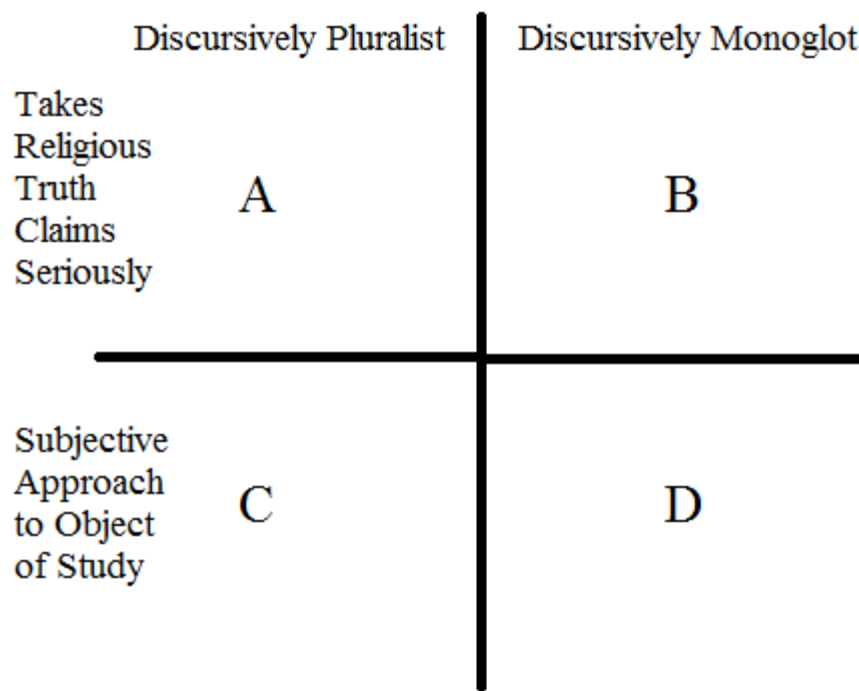 Discursively Pluralist
Discursively Monoglot
Takes
Religious
Truth
Claims
Seriously
A
B
Subjective
Approach
to Object
of Study
C
D